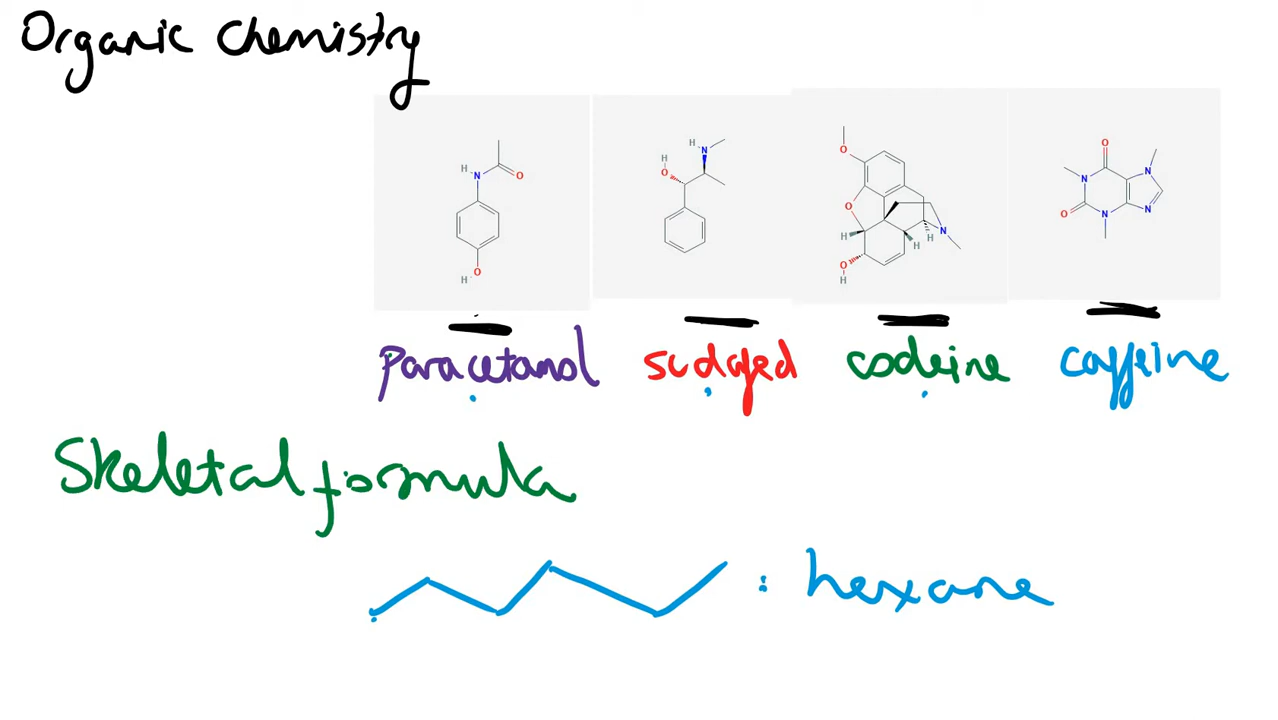 Organic Chemistry
H N O O H
H O H N
O O H H H N O H
O N N O N N
Paracetamol sudafed codeine caffeine
Skeletal formula
: hexane